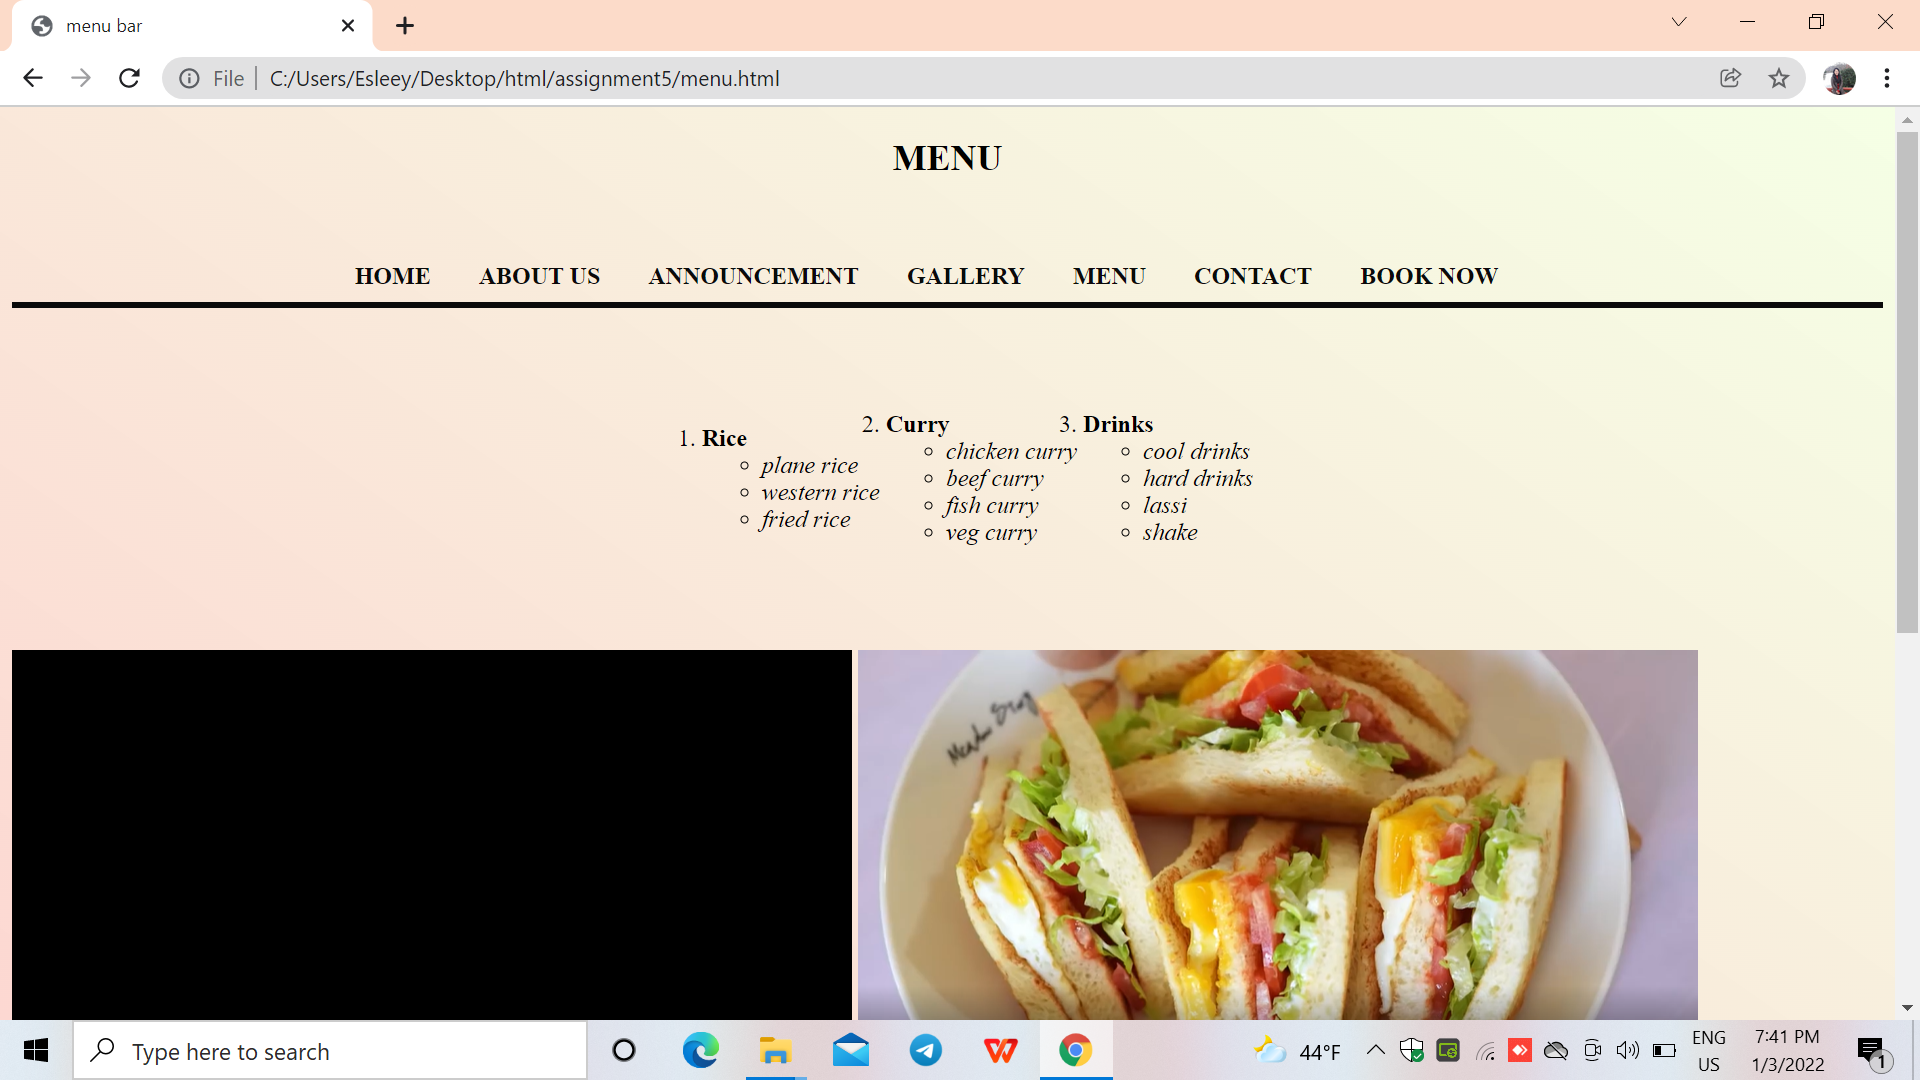 menu bar
File | C:/Users/Esleey/Desktop/html/assignment5/menu.html
MENU
HOME ABOUT US ANNOUNCEMENT GALLERY MENU CONTACT BOOK NOW
1. Rice
plane rice
western rice
fried rice
2. Curry
chicken curry
beef curry
fish curry
veg curry
3. Drinks
cool drinks
hard drinks
lassi
shake
Type here to search
44°F
ENG
US
7:41 PM
1/3/2022
1